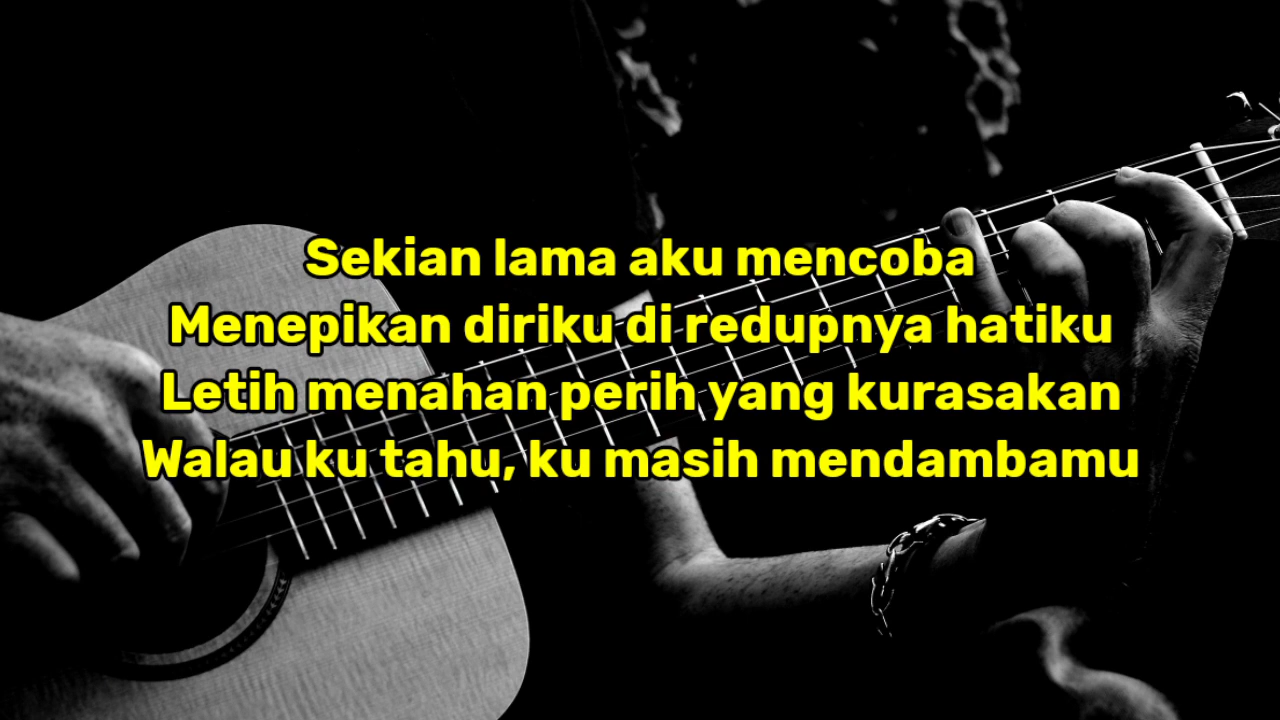 Sekian lama aku mencoba
Menepikan diriku di redupnya hatiku
Letih menahan perih yang kurasakan
Walau ku tahu, ku masih mendambamu